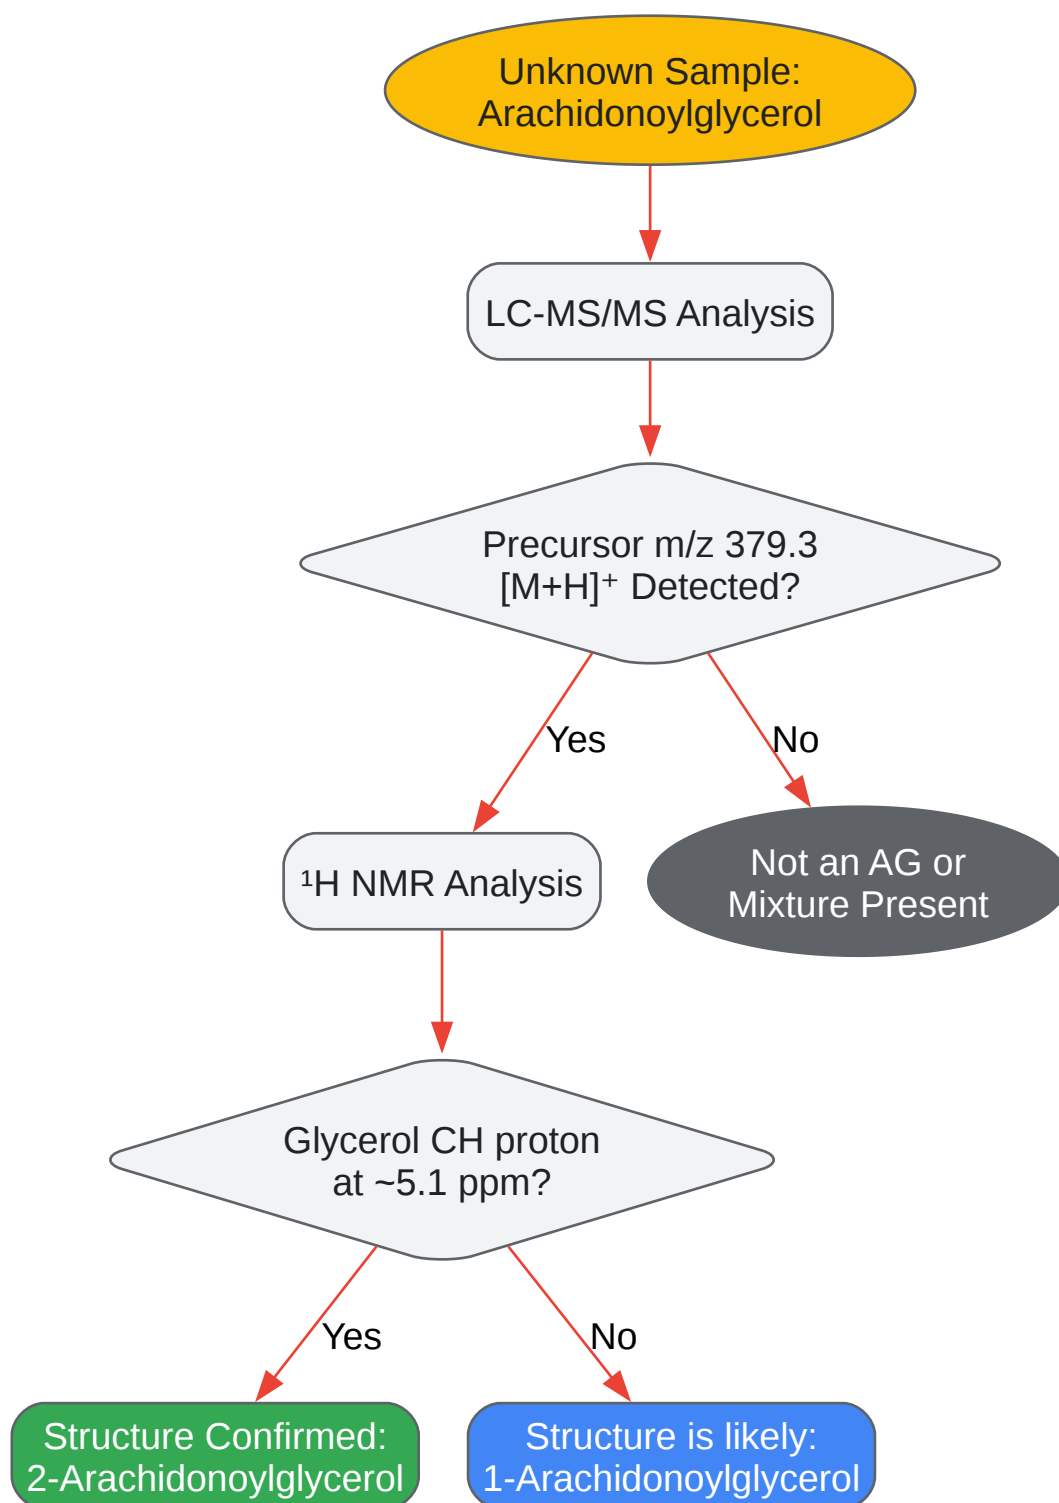 Unknown Sample:
Arachidonoylglycerol
LC-MS/MS Analysis
Precursor m/z 379.3
[M+H]⁺ Detected?
Yes
No
¹H NMR Analysis
Not an AG or
Mixture Present
Glycerol CH proton
at ~5.1 ppm?
Yes
No
Structure Confirmed:
2-Arachidonoylglycerol
Structure is likely:
1-Arachidonoylglycerol